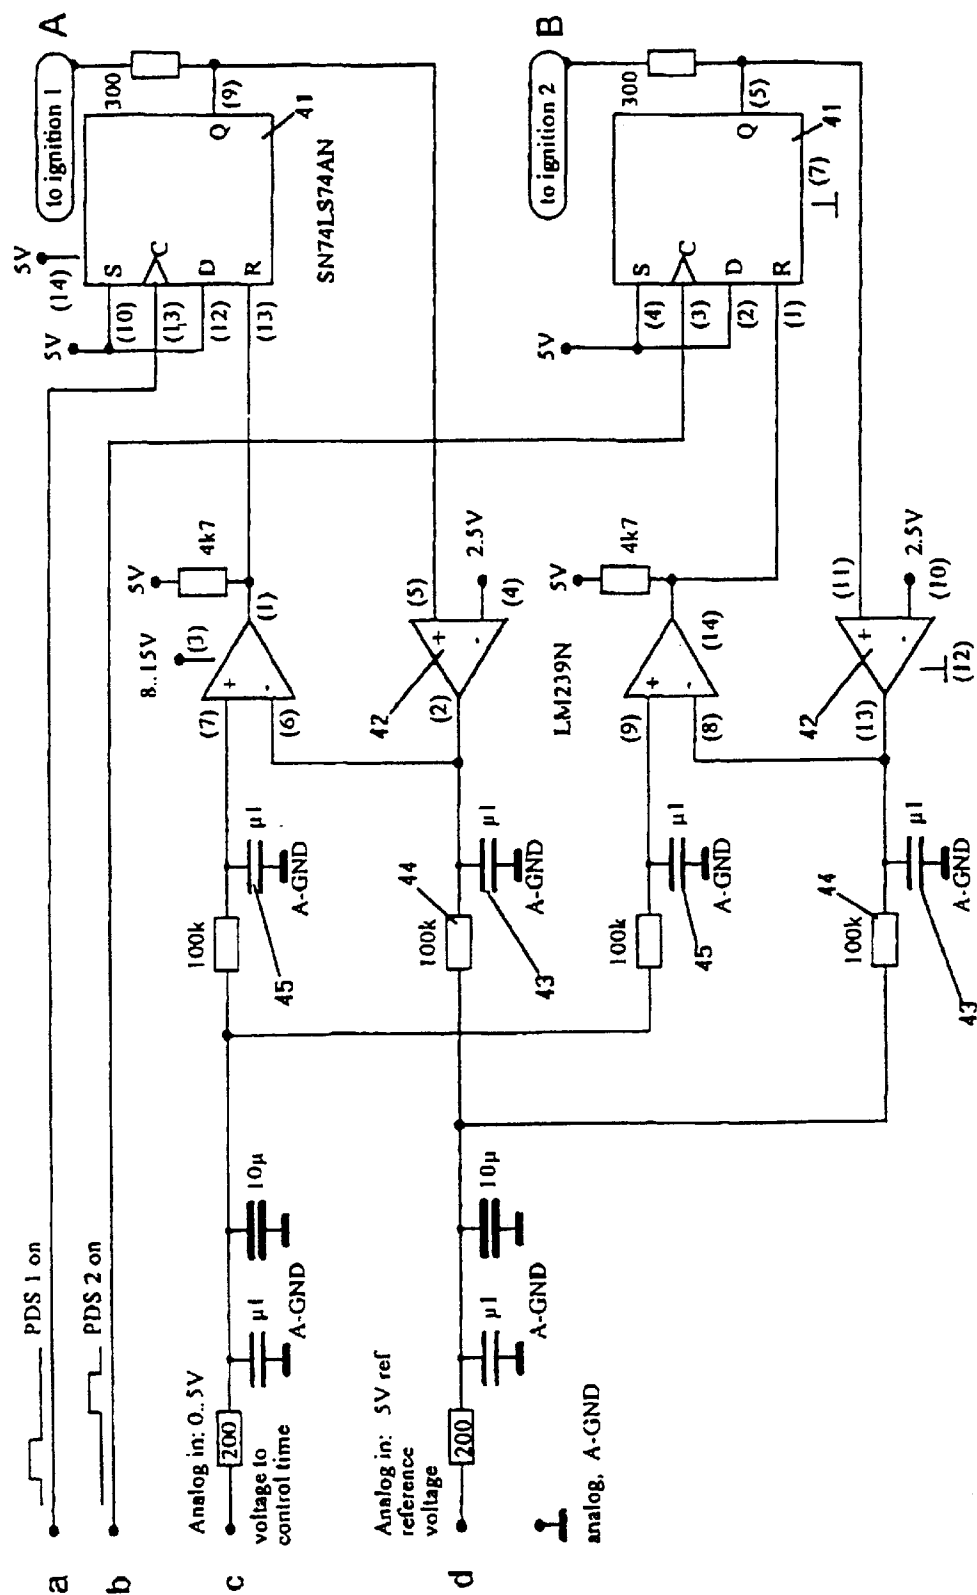 a
PDS 1 on
b
PDS 2 on
c
Analog in: 0..5V
voltage to
control time
200
µ1
A-GND
10µ
100k
45
µ1
A-GND
(7)
(6)
+
-
8..15V
(3)
(1)
5V
4k7
5V
(14)
5V
(10)
S
(1,3)
C
(12)
D
(13)
R
Q
(9)
41
SN74LS74AN
300
to ignition 1
A
d
Analog in: 5V ref
reference
voltage
200
µ1
A-GND
10µ
100k
44
43
µ1
A-GND
42
(2)
+
-
(5)
(4)
2.5V
100k
45
µ1
A-GND
LM239N
(9)
(8)
+
-
(14)
5V
4k7
5V
(4)
S
(3)
C
(2)
D
(1)
R
Q
(5)
41
(7)
300
to ignition 2
B
100k
44
43
µ1
A-GND
42
(13)
(12)
+
-
(11)
(10)
2.5V
analog, A-GND